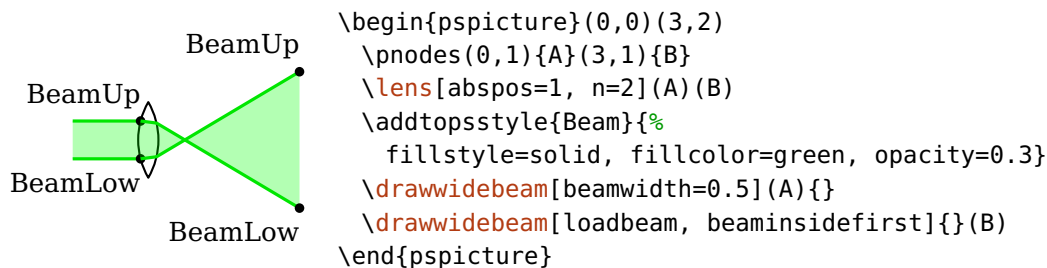 BeamUp
BeamUp
BeamLow
BeamLow
\begin{pspicture}(0,0)(3,2)
\pnodes(0,1){A}(3,1){B}
\lens[abspos=1, n=2](A)(B)
\addtopsstyle{Beam}{%
fillstyle=solid, fillcolor=green, opacity=0.3}
\drawwidebeam[beamwidth=0.5](A){}
\drawwidebeam[loadbeam, beaminsidefirst]{}(B)
\end{pspicture}